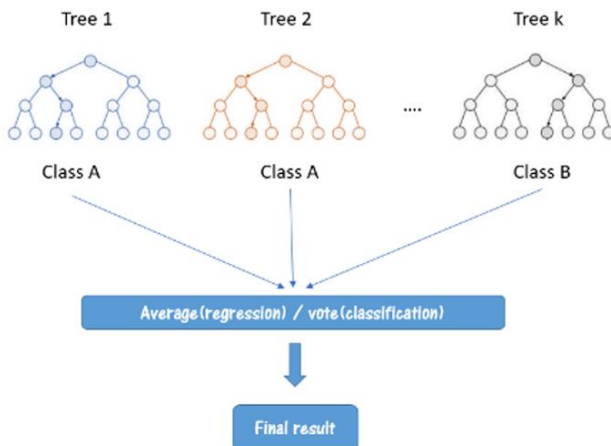 Tree 1
Tree 2
Tree k
....
Class A
Class A
Class B
Average(regression) / vote(classification)
Final result